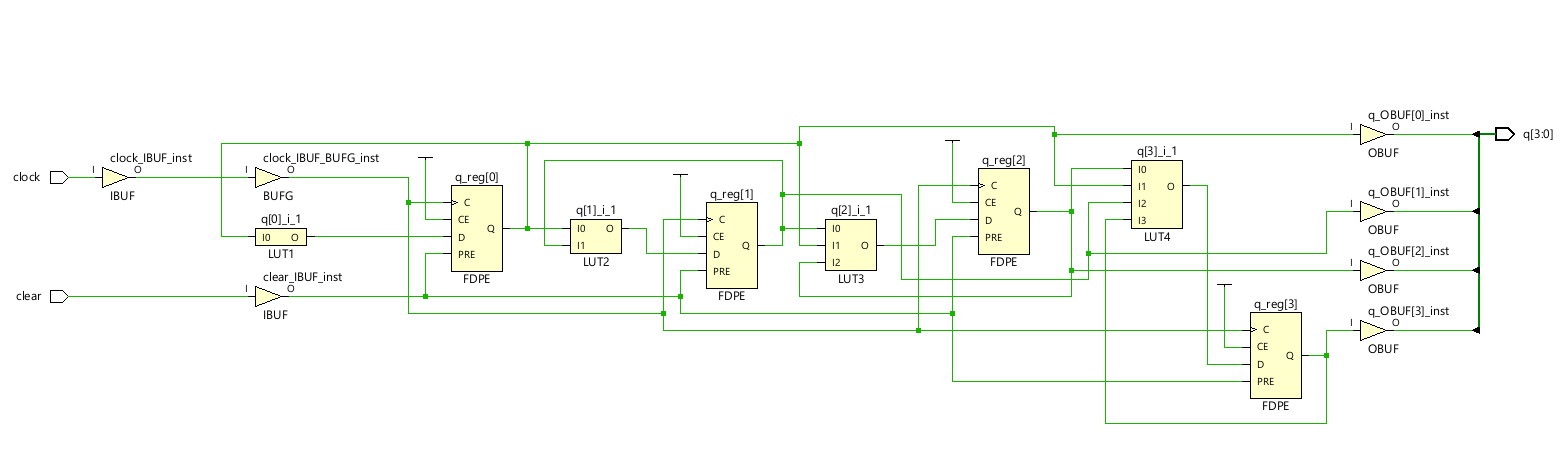 clock
I
clock_IBUF_inst
O
IBUF
I
clock_IBUF_BUFG_inst
O
BUFG
q[0]_i_1
I0
O
LUT1
clear
I
clear_IBUF_inst
O
IBUF
q_reg[0]
C
CE
D
PRE
Q
FDPE
q[1]_i_1
I0
I1
O
LUT2
q_reg[1]
C
CE
D
PRE
Q
FDPE
q[2]_i_1
I0
I1
I2
O
LUT3
q_reg[2]
C
CE
D
PRE
Q
FDPE
q[3]_i_1
I0
I1
I2
I3
O
LUT4
q_reg[3]
C
CE
D
PRE
Q
FDPE
q_OBUF[0]_inst
I
O
OBUF
q_OBUF[1]_inst
I
O
OBUF
q_OBUF[2]_inst
I
O
OBUF
q_OBUF[3]_inst
I
O
OBUF
q[3:0]